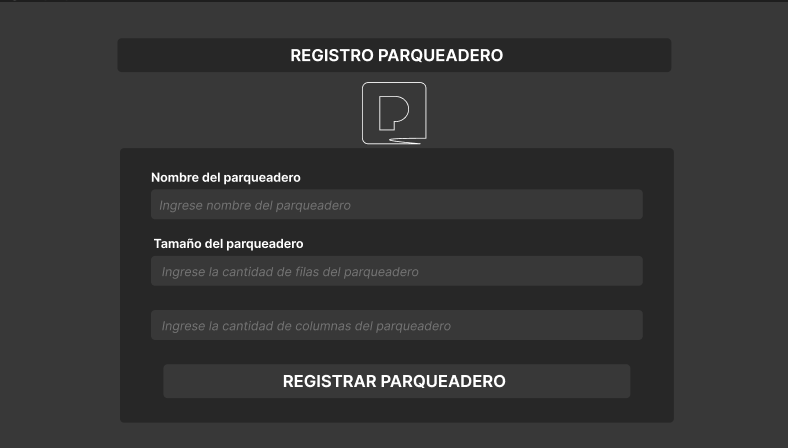 REGISTRO PARQUEADERO
P
Nombre del parqueadero
Ingrese nombre del parqueadero
Tamaño del parqueadero
Ingrese la cantidad de filas del parqueadero
Ingrese la cantidad de columnas del parqueadero
REGISTRAR PARQUEADERO